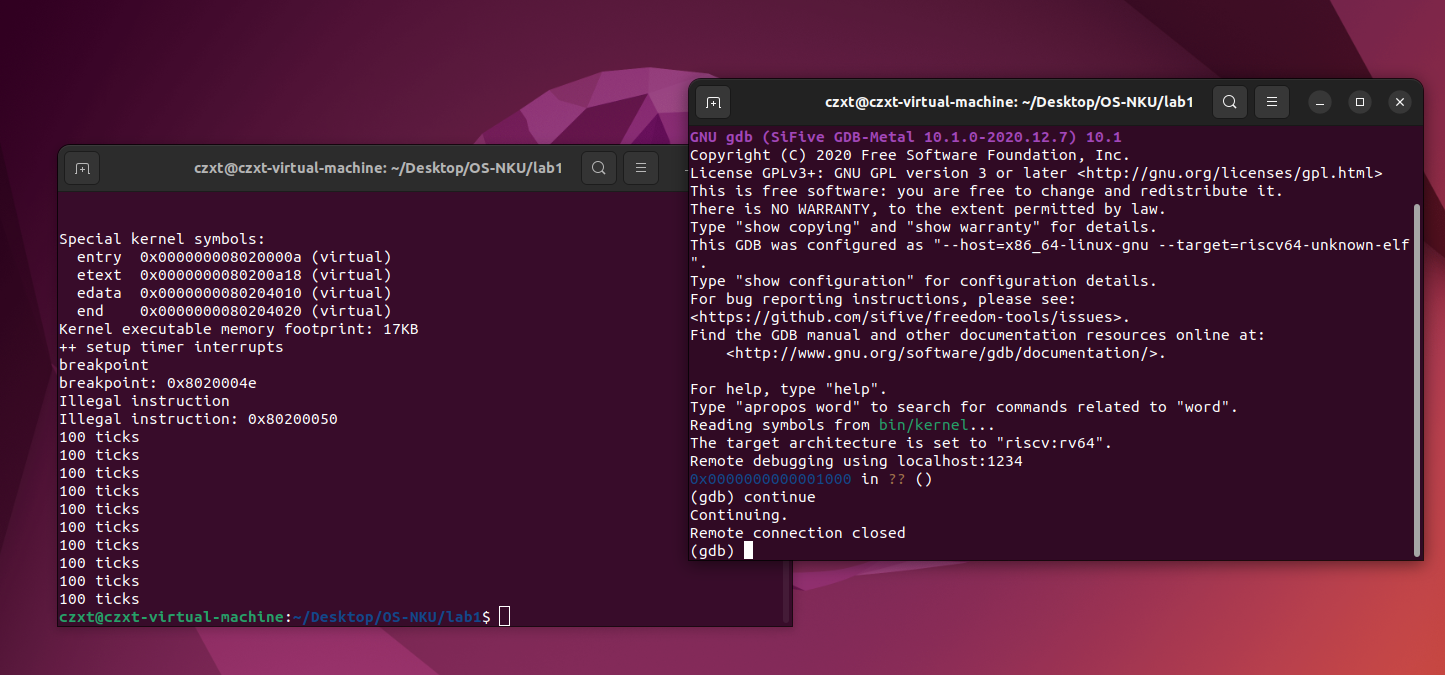 czxt@czxt-virtual-machine: ~/Desktop/OS-NKU/lab1
Special kernel symbols:
  entry  0x000000008020000a (virtual)
  etext  0x0000000080200a18 (virtual)
  edata  0x0000000080204010 (virtual)
  end    0x0000000080204020 (virtual)
Kernel executable memory footprint: 17KB
++ setup timer interrupts
breakpoint
breakpoint: 0x8020004e
Illegal instruction
Illegal instruction: 0x80200050
100 ticks
100 ticks
100 ticks
100 ticks
100 ticks
100 ticks
100 ticks
100 ticks
100 ticks
100 ticks
czxt@czxt-virtual-machine:~/Desktop/OS-NKU/lab1$
czxt@czxt-virtual-machine: ~/Desktop/OS-NKU/lab1
GNU gdb (SiFive GDB-Metal 10.1.0-2020.12.7) 10.1
Copyright (C) 2020 Free Software Foundation, Inc.
License GPLv3+: GNU GPL version 3 or later <http://gnu.org/licenses/gpl.html>
This is free software: you are free to change and redistribute it.
There is NO WARRANTY, to the extent permitted by law.
Type "show copying" and "show warranty" for details.
This GDB was configured as "--host=x86_64-linux-gnu --target=riscv64-unknown-elf
".
Type "show configuration" for configuration details.
For bug reporting instructions, please see:
<https://github.com/sifive/freedom-tools/issues>.
Find the GDB manual and other documentation resources online at:
    <http://www.gnu.org/software/gdb/documentation/>.
For help, type "help".
Type "apropos word" to search for commands related to "word".
Reading symbols from bin/kernel...
The target architecture is set to "riscv:rv64".
Remote debugging using localhost:1234
0x0000000000001000 in ?? ()
(gdb) continue
Continuing.
Remote connection closed
(gdb)